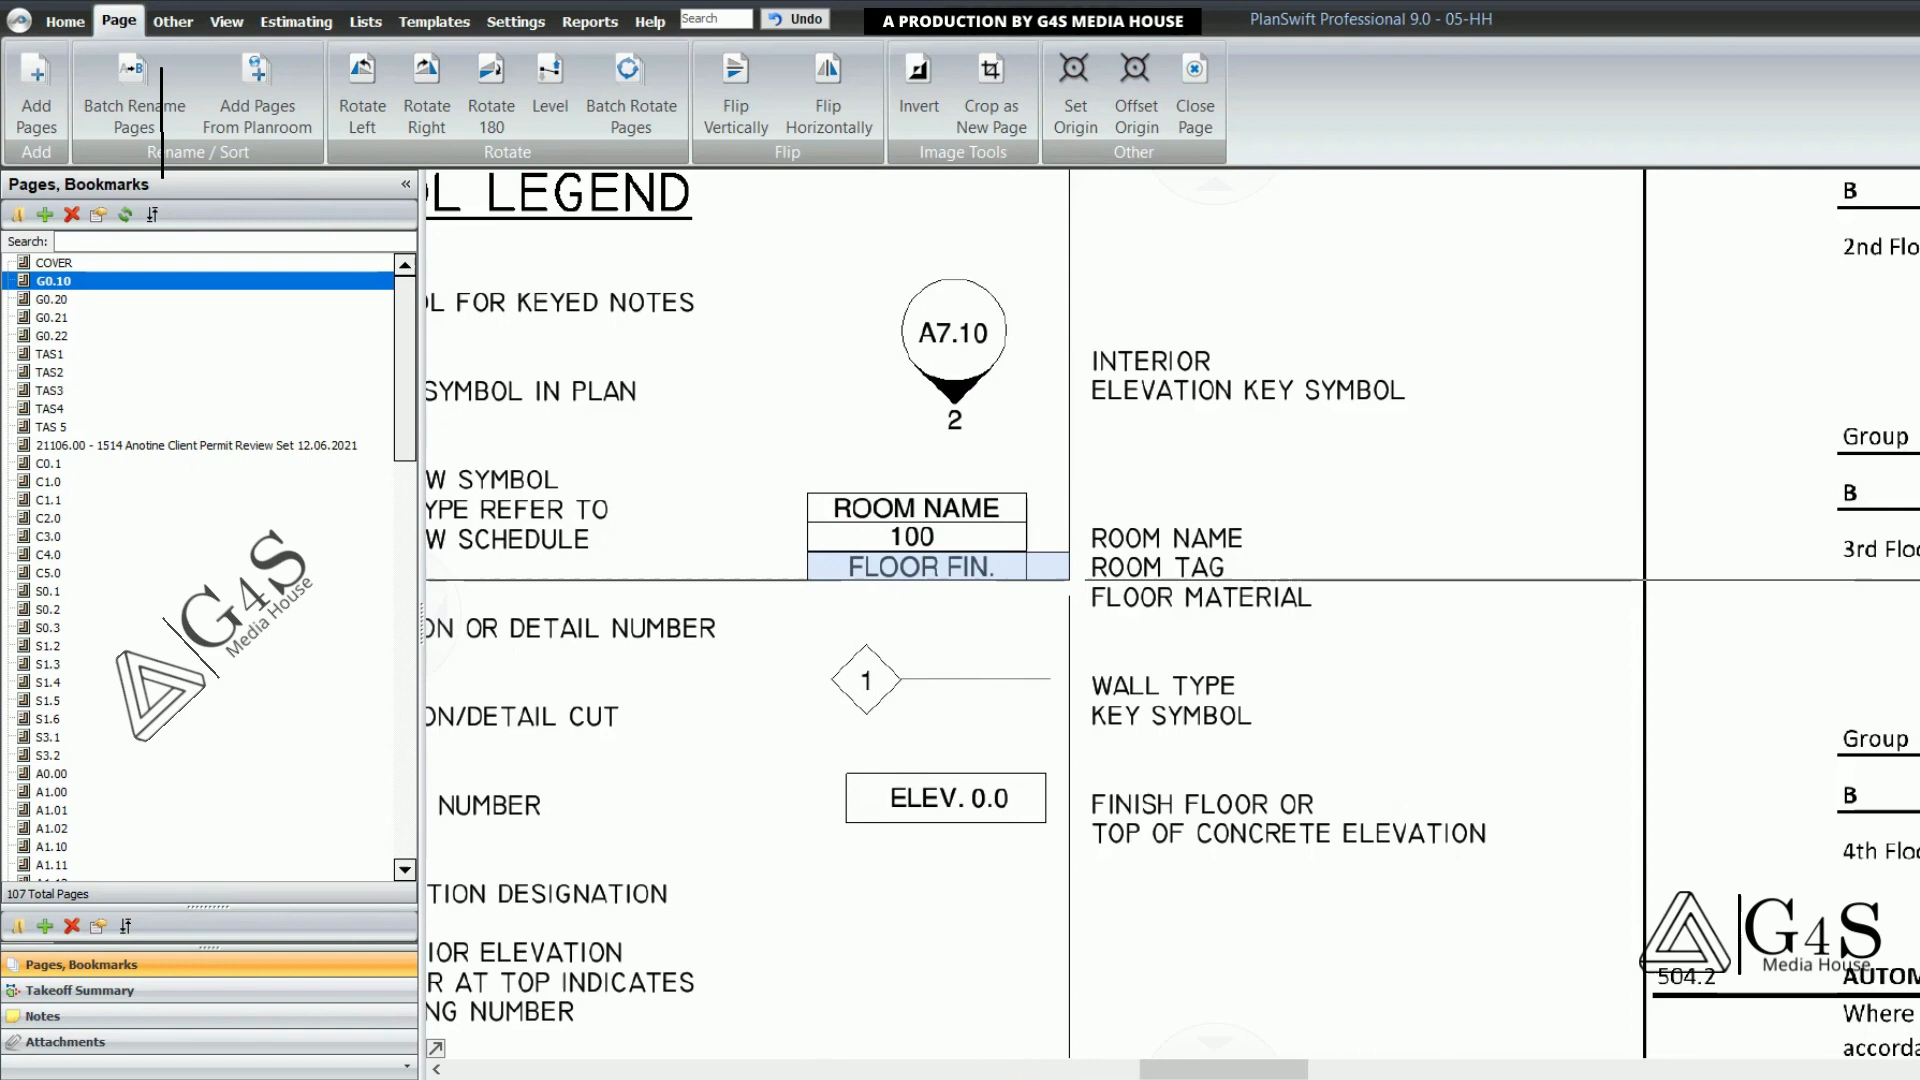 Home Page Other View Estimating Lists Templates Settings Reports Help Search Undo
A PRODUCTION BY G4S MEDIA HOUSE
PlanSwift Professional 9.0 - 05-HH
Add Pages
Batch Rename Pages
Add Pages From Planroom
Rotate Left
Rotate Right
Rotate 180
Level
Batch Rotate Pages
Flip Vertically
Flip Horizontally
Invert
Crop as New Page
Set Origin
Offset Origin
Close Page
Add
Rename / Sort
Rotate
Flip
Image Tools
Other
Pages, Bookmarks
Search:
COVER
G0.10
G0.20
G0.21
G0.22
TAS1
TAS2
TAS3
TAS4
TAS 5
21106.00 - 1514 Anotine Client Permit Review Set 12.06.2021
C0.1
C1.0
C1.1
C2.0
C3.0
C4.0
C5.0
S0.1
S0.2
S0.3
S1.2
S1.3
S1.4
S1.5
S1.6
S3.1
S3.2
A0.00
A1.00
A1.01
A1.02
A1.10
A1.11
107 Total Pages
Pages, Bookmarks
Takeoff Summary
Notes
Attachments
G4S
Media House
OL LEGEND
OL FOR KEYED NOTES
SYMBOL IN PLAN
W SYMBOL
YPE REFER TO
W SCHEDULE
ON OR DETAIL NUMBER
ON/DETAIL CUT
NUMBER
TION DESIGNATION
IOR ELEVATION
R AT TOP INDICATES
NG NUMBER
A7.10
2
ROOM NAME
100
FLOOR FIN.
1
ELEV. 0.0
INTERIOR
ELEVATION KEY SYMBOL
ROOM NAME
ROOM TAG
FLOOR MATERIAL
WALL TYPE
KEY SYMBOL
FINISH FLOOR OR
TOP OF CONCRETE ELEVATION
B
2nd Flo
Group
B
3rd Floo
Group
B
4th Floo
G4S
Media House
504.2
AUTOM
Where
accorda